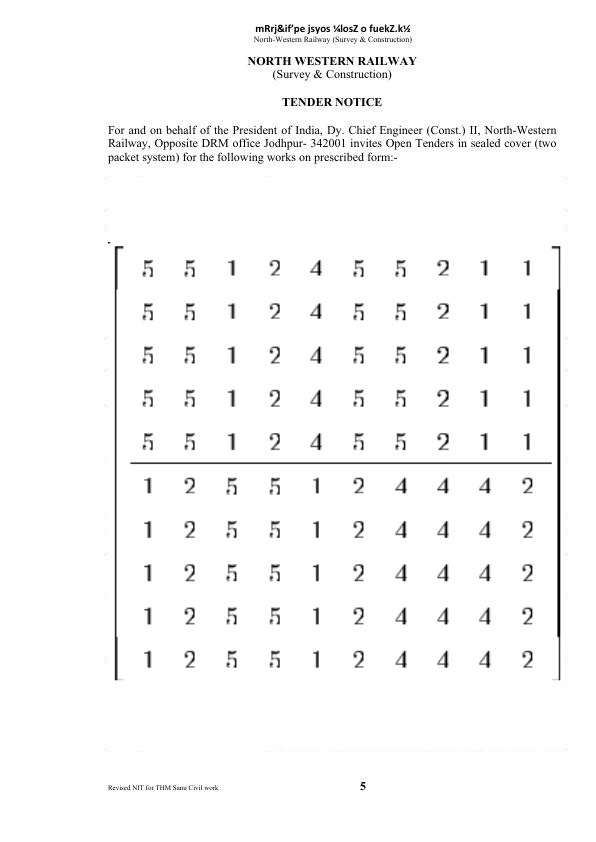 mRrj&if'pe jsyos ¼losZ o fuekZ.k½
North-Western Railway (Survey & Construction)
NORTH WESTERN RAILWAY
(Survey & Construction)
TENDER NOTICE
For and on behalf of the President of India, Dy. Chief Engineer (Const.) II, North-Western
Railway, Opposite DRM office Jodhpur- 342001 invites Open Tenders in sealed cover (two
packet system) for the following works on prescribed form:-
5 5 1 2 4 5 5 2 1 1
5 5 1 2 4 5 5 2 1 1
5 5 1 2 4 5 5 2 1 1
5 5 1 2 4 5 5 2 1 1
5 5 1 2 4 5 5 2 1 1
1 2 5 5 1 2 4 4 4 2
1 2 5 5 1 2 4 4 4 2
1 2 5 5 1 2 4 4 4 2
1 2 5 5 1 2 4 4 4 2
1 2 5 5 1 2 4 4 4 2
Revised NIT for THM Sanu Civil work 5